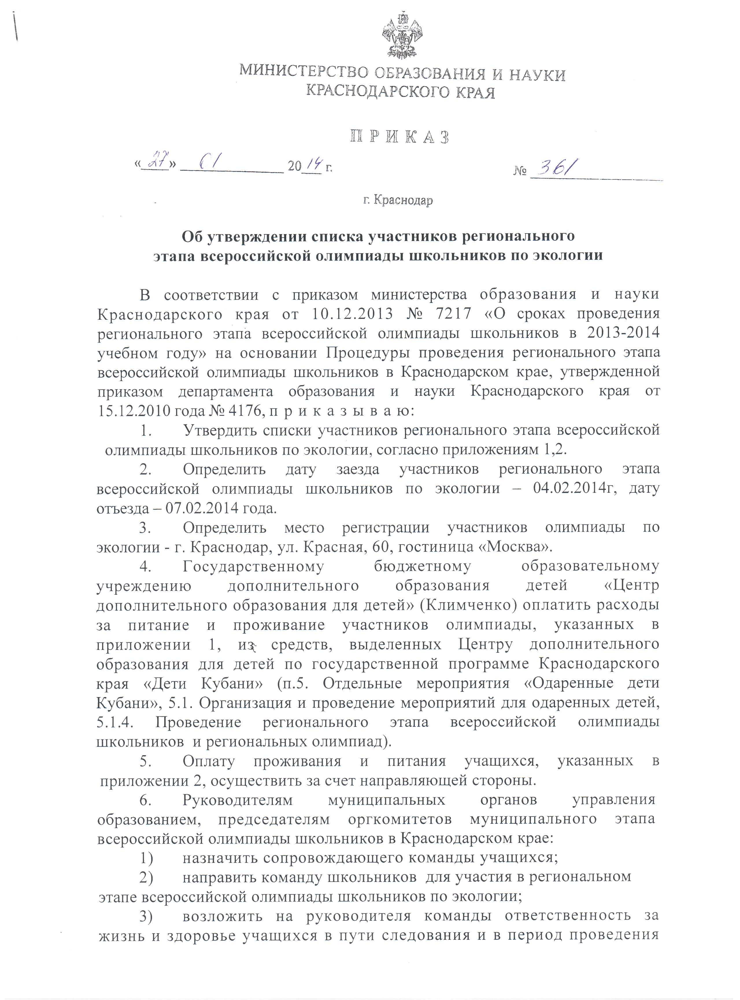 МИНИСТЕРСТВО ОБРАЗОВАНИЯ И НАУКИ
КРАСНОДАРСКОГО КРАЯ
П Р И К А З
«27» 01 2014 г.
№ 361
г. Краснодар
Об утверждении списка участников регионального
этапа всероссийской олимпиады школьников по экологии
В соответствии с приказом министерства образования и науки
Краснодарского края от 10.12.2013 № 7217 «О сроках проведения
регионального этапа всероссийской олимпиады школьников в 2013-2014
учебном году» на основании Процедуры проведения регионального этапа
всероссийской олимпиады школьников в Краснодарском крае, утвержденной
приказом департамента образования и науки Краснодарского края от
15.12.2010 года № 4176, п р и к а з ы в а ю:
1. Утвердить списки участников регионального этапа всероссийской
олимпиады школьников по экологии, согласно приложениям 1,2.
2. Определить дату заезда участников регионального этапа
всероссийской олимпиады школьников по экологии – 04.02.2014г, дату
отъезда – 07.02.2014 года.
3. Определить место регистрации участников олимпиады по
экологии - г. Краснодар, ул. Красная, 60, гостиница «Москва».
4. Государственному бюджетному образовательному
учреждению дополнительного образования детей «Центр
дополнительного образования для детей» (Климченко) оплатить расходы
за питание и проживание участников олимпиады, указанных в
приложении 1, из средств, выделенных Центру дополнительного
образования для детей по государственной программе Краснодарского
края «Дети Кубани» (п.5. Отдельные мероприятия «Одаренные дети
Кубани», 5.1. Организация и проведение мероприятий для одаренных детей,
5.1.4. Проведение регионального этапа всероссийской олимпиады
школьников и региональных олимпиад).
5. Оплату проживания и питания учащихся, указанных в
приложении 2, осуществить за счет направляющей стороны.
6. Руководителям муниципальных органов управления
образованием, председателям оргкомитетов муниципального этапа
всероссийской олимпиады школьников в Краснодарском крае:
1) назначить сопровождающего команды учащихся;
2) направить команду школьников для участия в региональном
этапе всероссийской олимпиады школьников по экологии;
3) возложить на руководителя команды ответственность за
жизнь и здоровье учащихся в пути следования и в период проведения